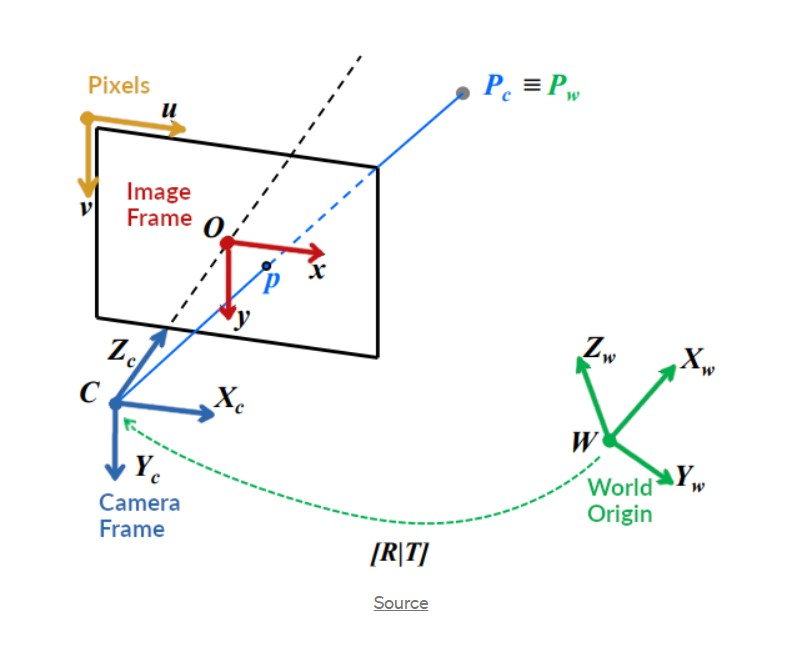 Pixels
u
P_c ≡ P_w
v
Image
Frame
O
x
p
y
Z_c
C
X_c
Y_c
Camera
Frame
Z_w
X_w
W
Y_w
World
Origin
[R|T]
Source